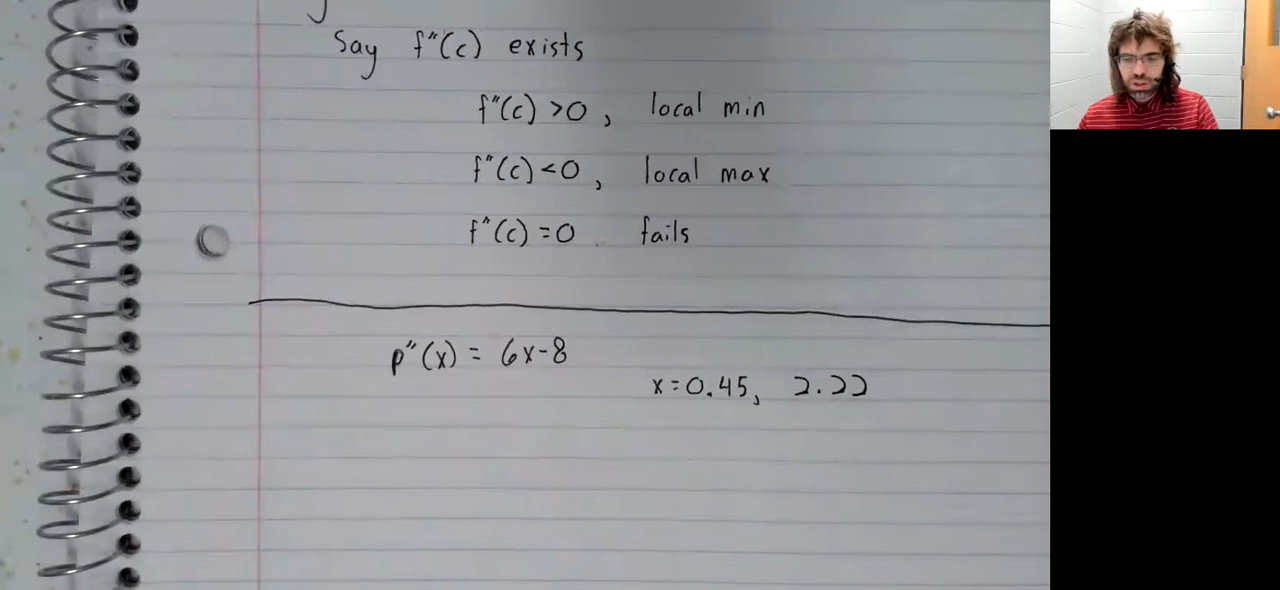 Say f"(c) exists
f"(c) >0, local min
f"(c) <0, local max
f"(c) =0 fails
p"(x) = 6x-8
x=0.45, 2.22